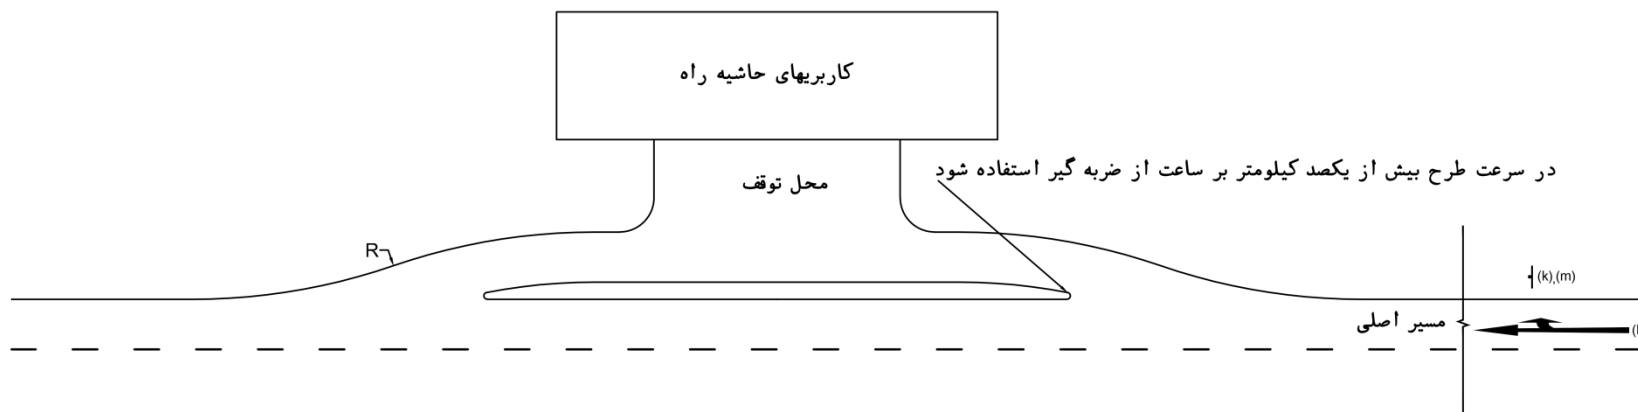 کاربریهای حاشیه راه
در سرعت طرح بیش از یکصد کیلومتر بر ساعت از ضربه گیر استفاده شود
محل توقف
R
(k),(m)
مسیر اصلی